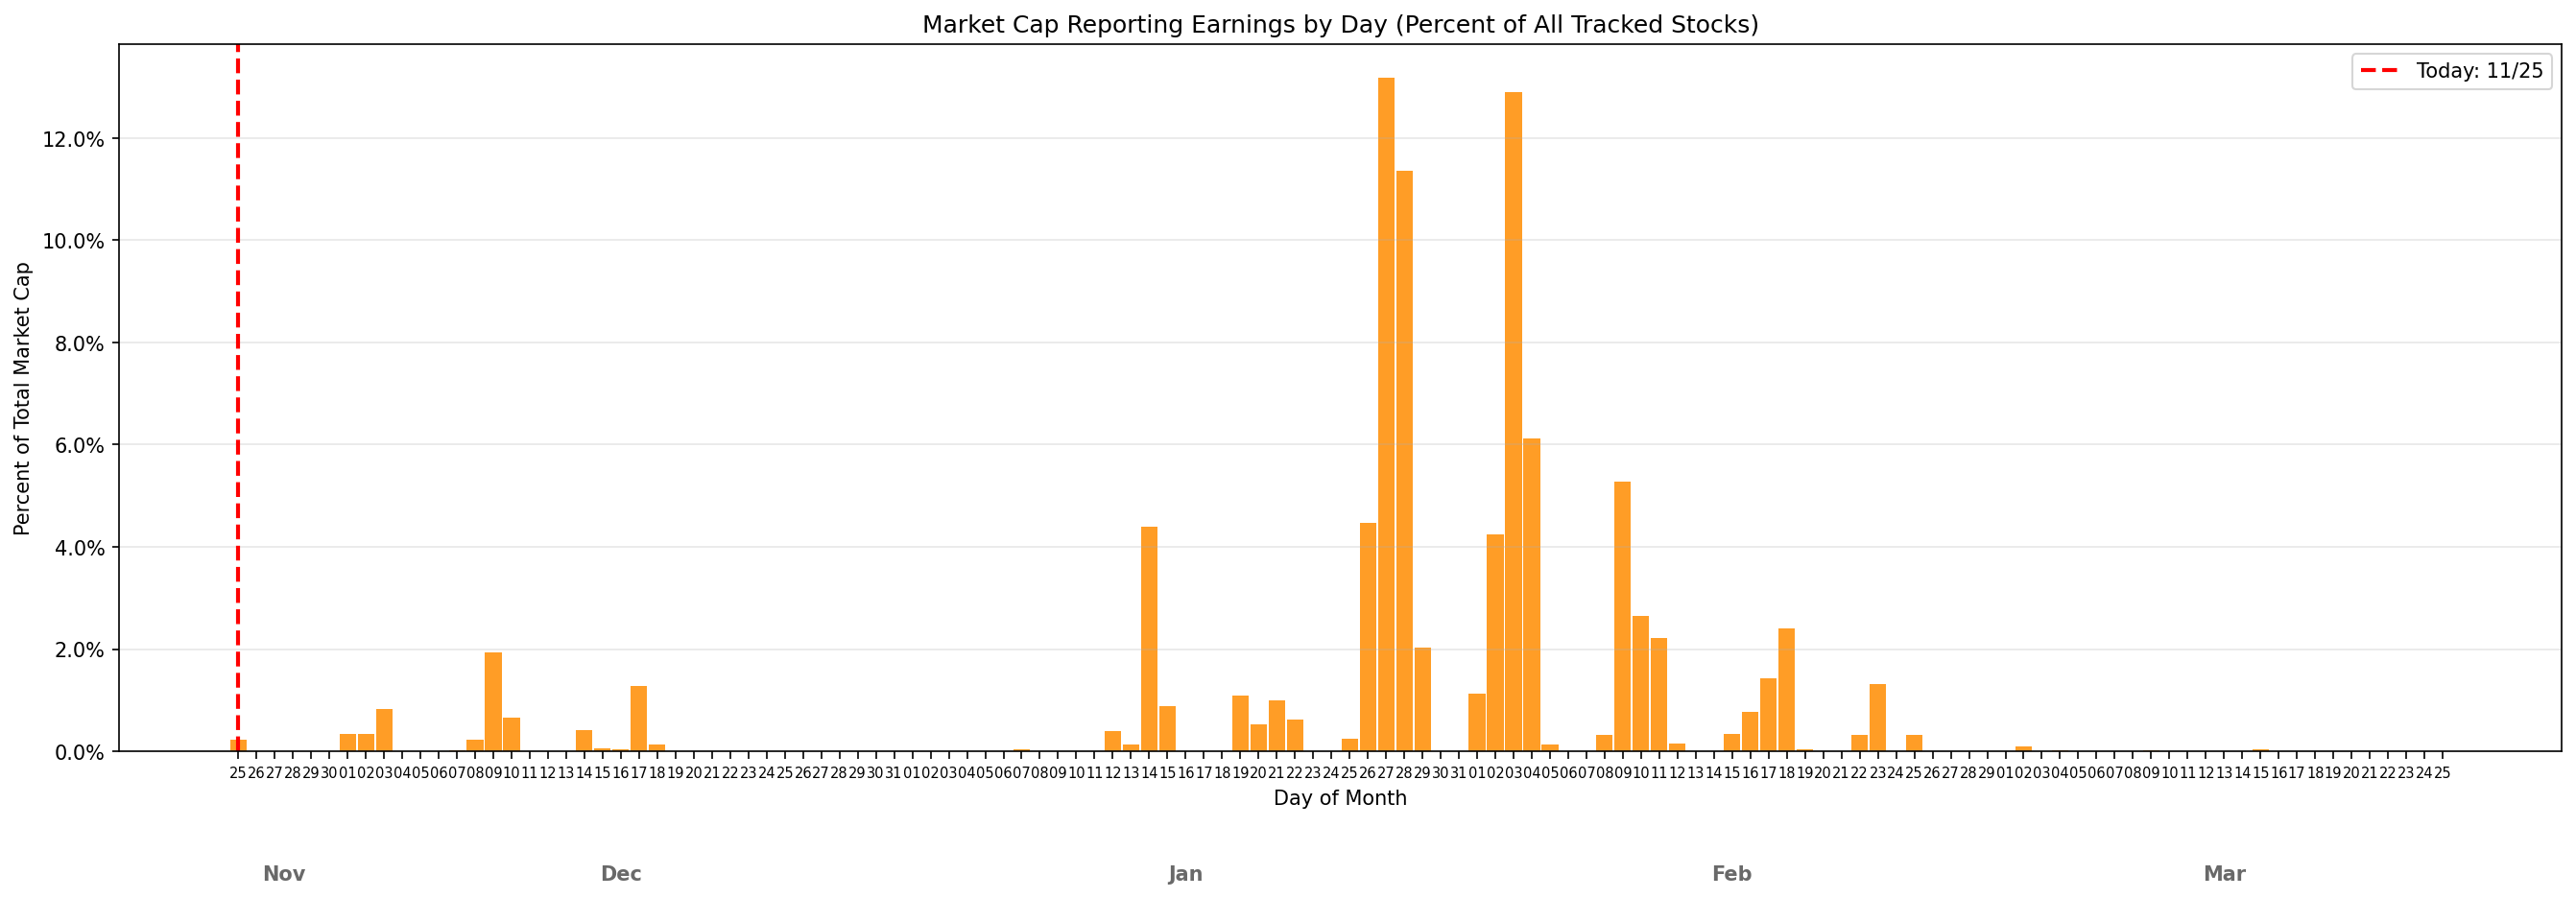 Market Cap Reporting Earnings by Day (Percent of All Tracked Stocks)
Today: 11/25
Percent of Total Market Cap
12.0%
10.0%
8.0%
6.0%
4.0%
2.0%
0.0%
25 26 27 28 29 30 01 02 03 04 05 06 07 08 09 10 11 12 13 14 15 16 17 18 19 20 21 22 23 24 25 26 27 28 29 30 31 01 02 03 04 05 06 07 08 09 10 11 12 13 14 15 16 17 18 19 20 21 22 23 24 25 26 27 28 29 30 31 01 02 03 04 05 06 07 08 09 10 11 12 13 14 15 16 17 18 19 20 21 22 23 24 25 26 27 28 29 01 02 03 04 05 06 07 08 09 10 11 12 13 14 15 16 17 18 19 20 21 22 23 24 25
Day of Month
Nov Dec Jan Feb Mar